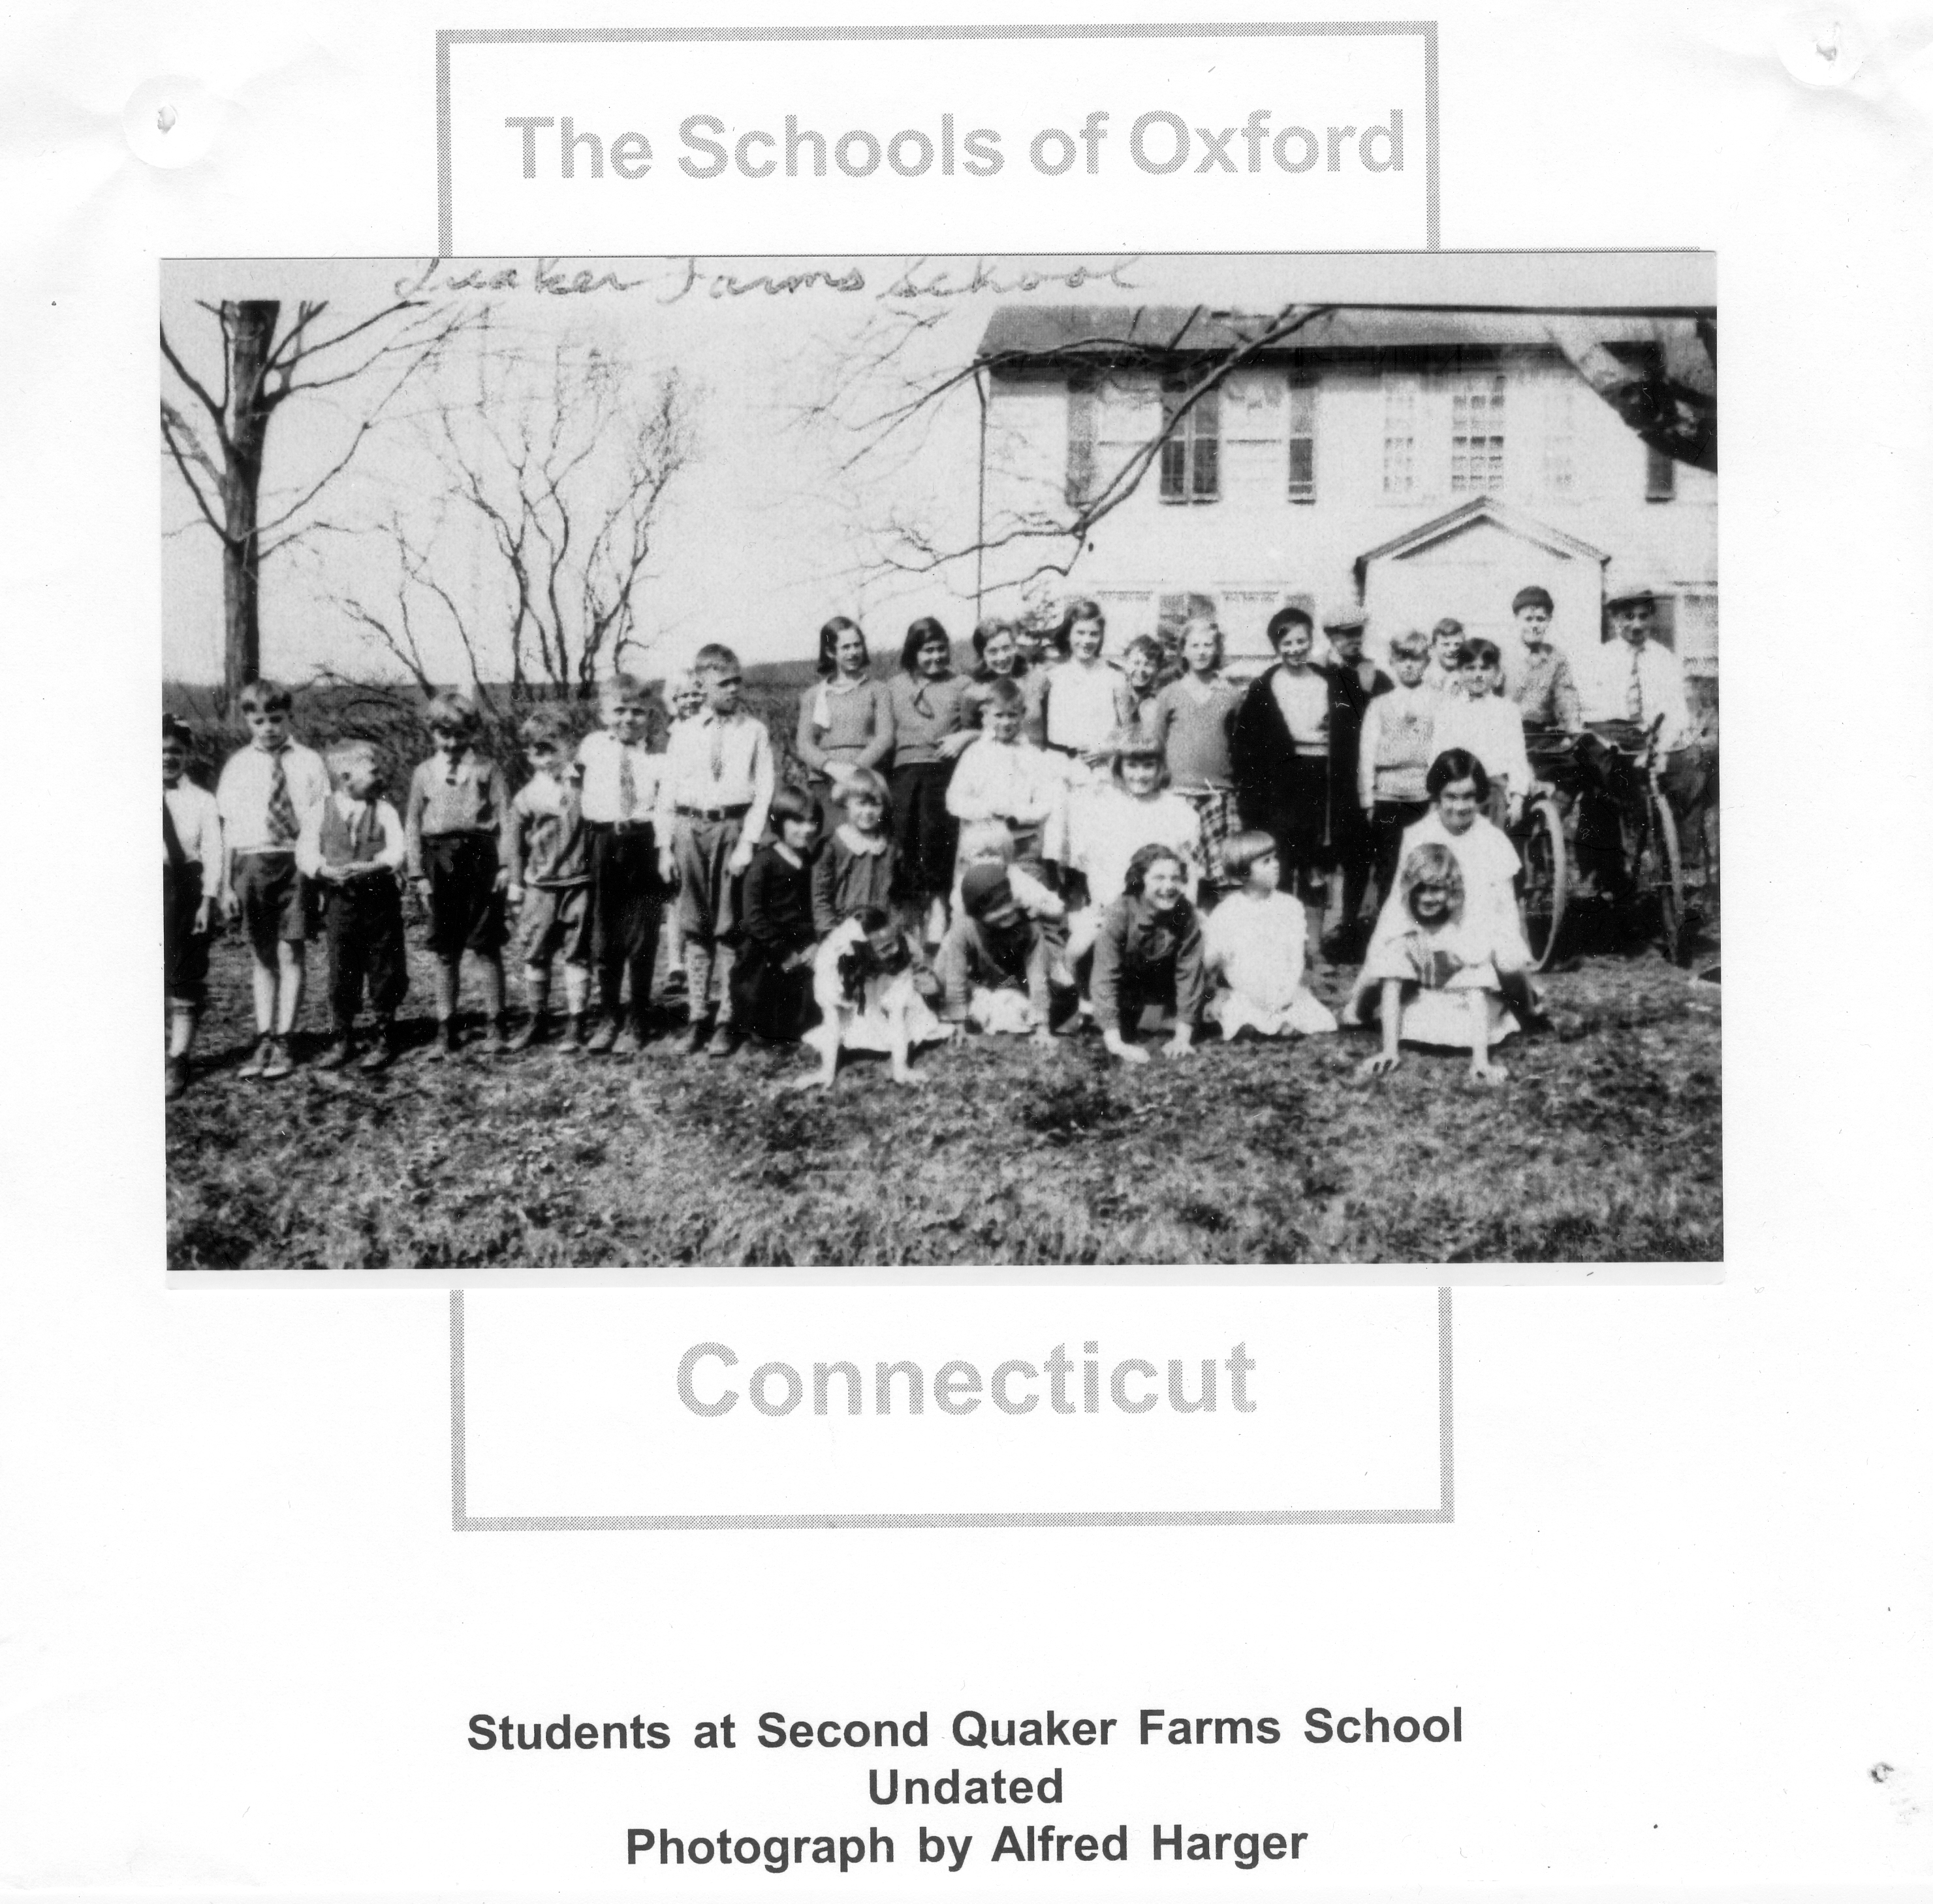 The Schools of Oxford
Quaker Farms School
Connecticut
Students at Second Quaker Farms School
Undated
Photograph by Alfred Harger